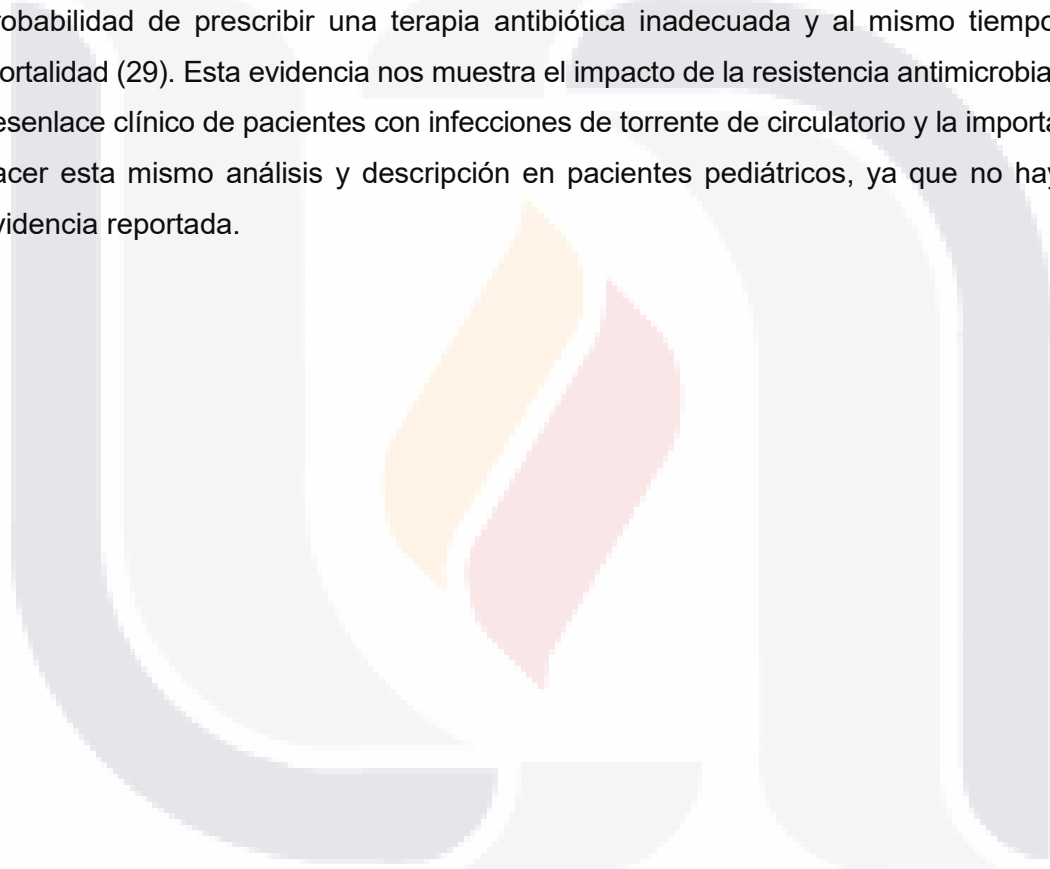 robabilidad de prescribir una terapia antibiótica inadecuada y al mismo tiempo
ortalidad (29). Esta evidencia nos muestra el impacto de la resistencia antimicrobia
esenlace clínico de pacientes con infecciones de torrente de circulatorio y la importa
acer esta mismo análisis y descripción en pacientes pediátricos, ya que no hay
videncia reportada.